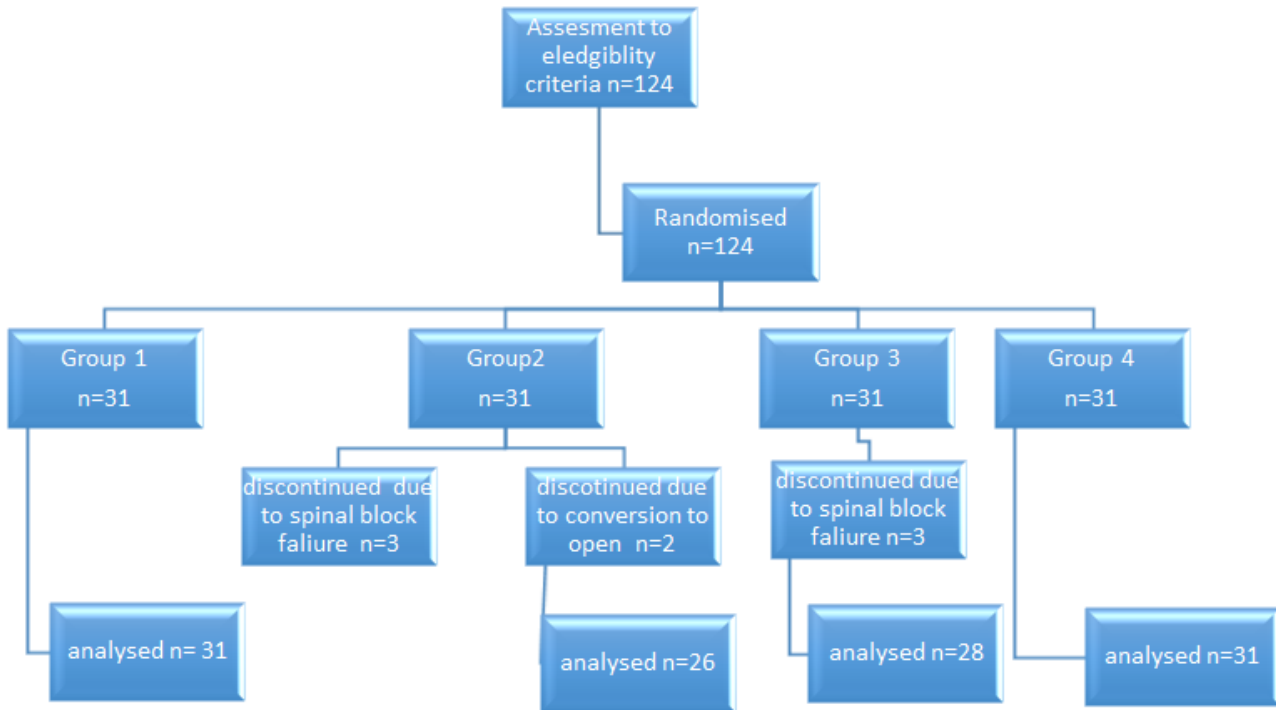 Assesment to
eledgiblity
criteria n=124
Randomised
n=124
Group 1
n=31
Group2
n=31
Group 3
n=31
Group 4
n=31
discontinued due
to spinal block
faliure n=3
discotinued due
to conversion to
open n=2
discontinued due
to spinal block
faliure n=3
analysed n= 31
analysed n=26
analysed n=28
analysed n=31